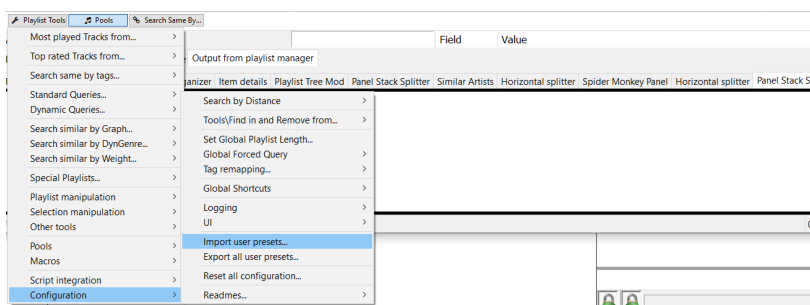 Playlist Tools Pools Search Same By...
Most played Tracks from...
Top rated Tracks from...
Search same by tags...
Standard Queries...
Dynamic Queries...
Search similar by Graph...
Search similar by DynGenre...
Search similar by Weight...
Special Playlists...
Playlist manipulation
Selection manipulation
Other tools
Pools
Macros
Script integration
Configuration
Field Value
Output from playlist manager
anizer Item details Playlist Tree Mod Panel Stack Splitter Similar Artists Horizontal splitter Spider Monkey Panel Horizontal splitter Panel Stack S
Search by Distance
Tools\Find in and Remove from...
Set Global Playlist Length...
Global Forced Query
Tag remapping...
Global Shortcuts
Logging
UI
Import user presets...
Export all user presets...
Reset all configuration...
Readmes...